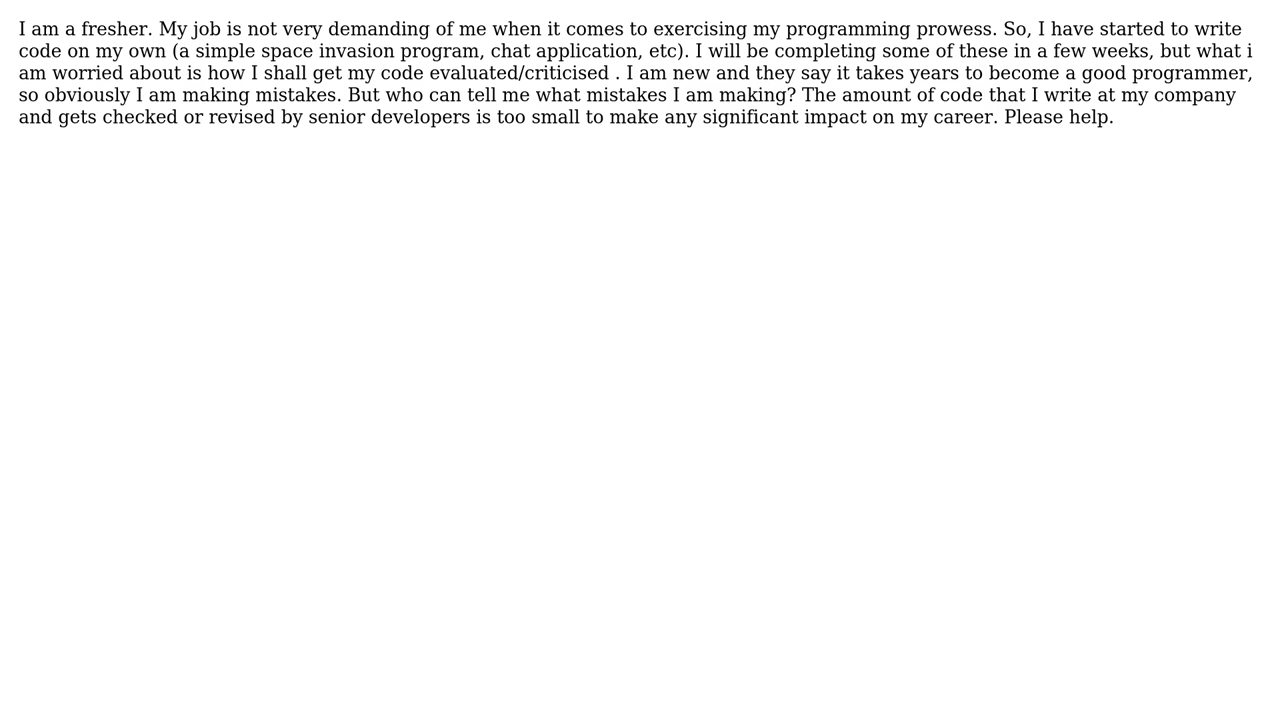 I am a fresher. My job is not very demanding of me when it comes to exercising my programming prowess. So, I have started to write
code on my own (a simple space invasion program, chat application, etc). I will be completing some of these in a few weeks, but what i
am worried about is how I shall get my code evaluated/criticised . I am new and they say it takes years to become a good programmer,
so obviously I am making mistakes. But who can tell me what mistakes I am making? The amount of code that I write at my company
and gets checked or revised by senior developers is too small to make any significant impact on my career. Please help.